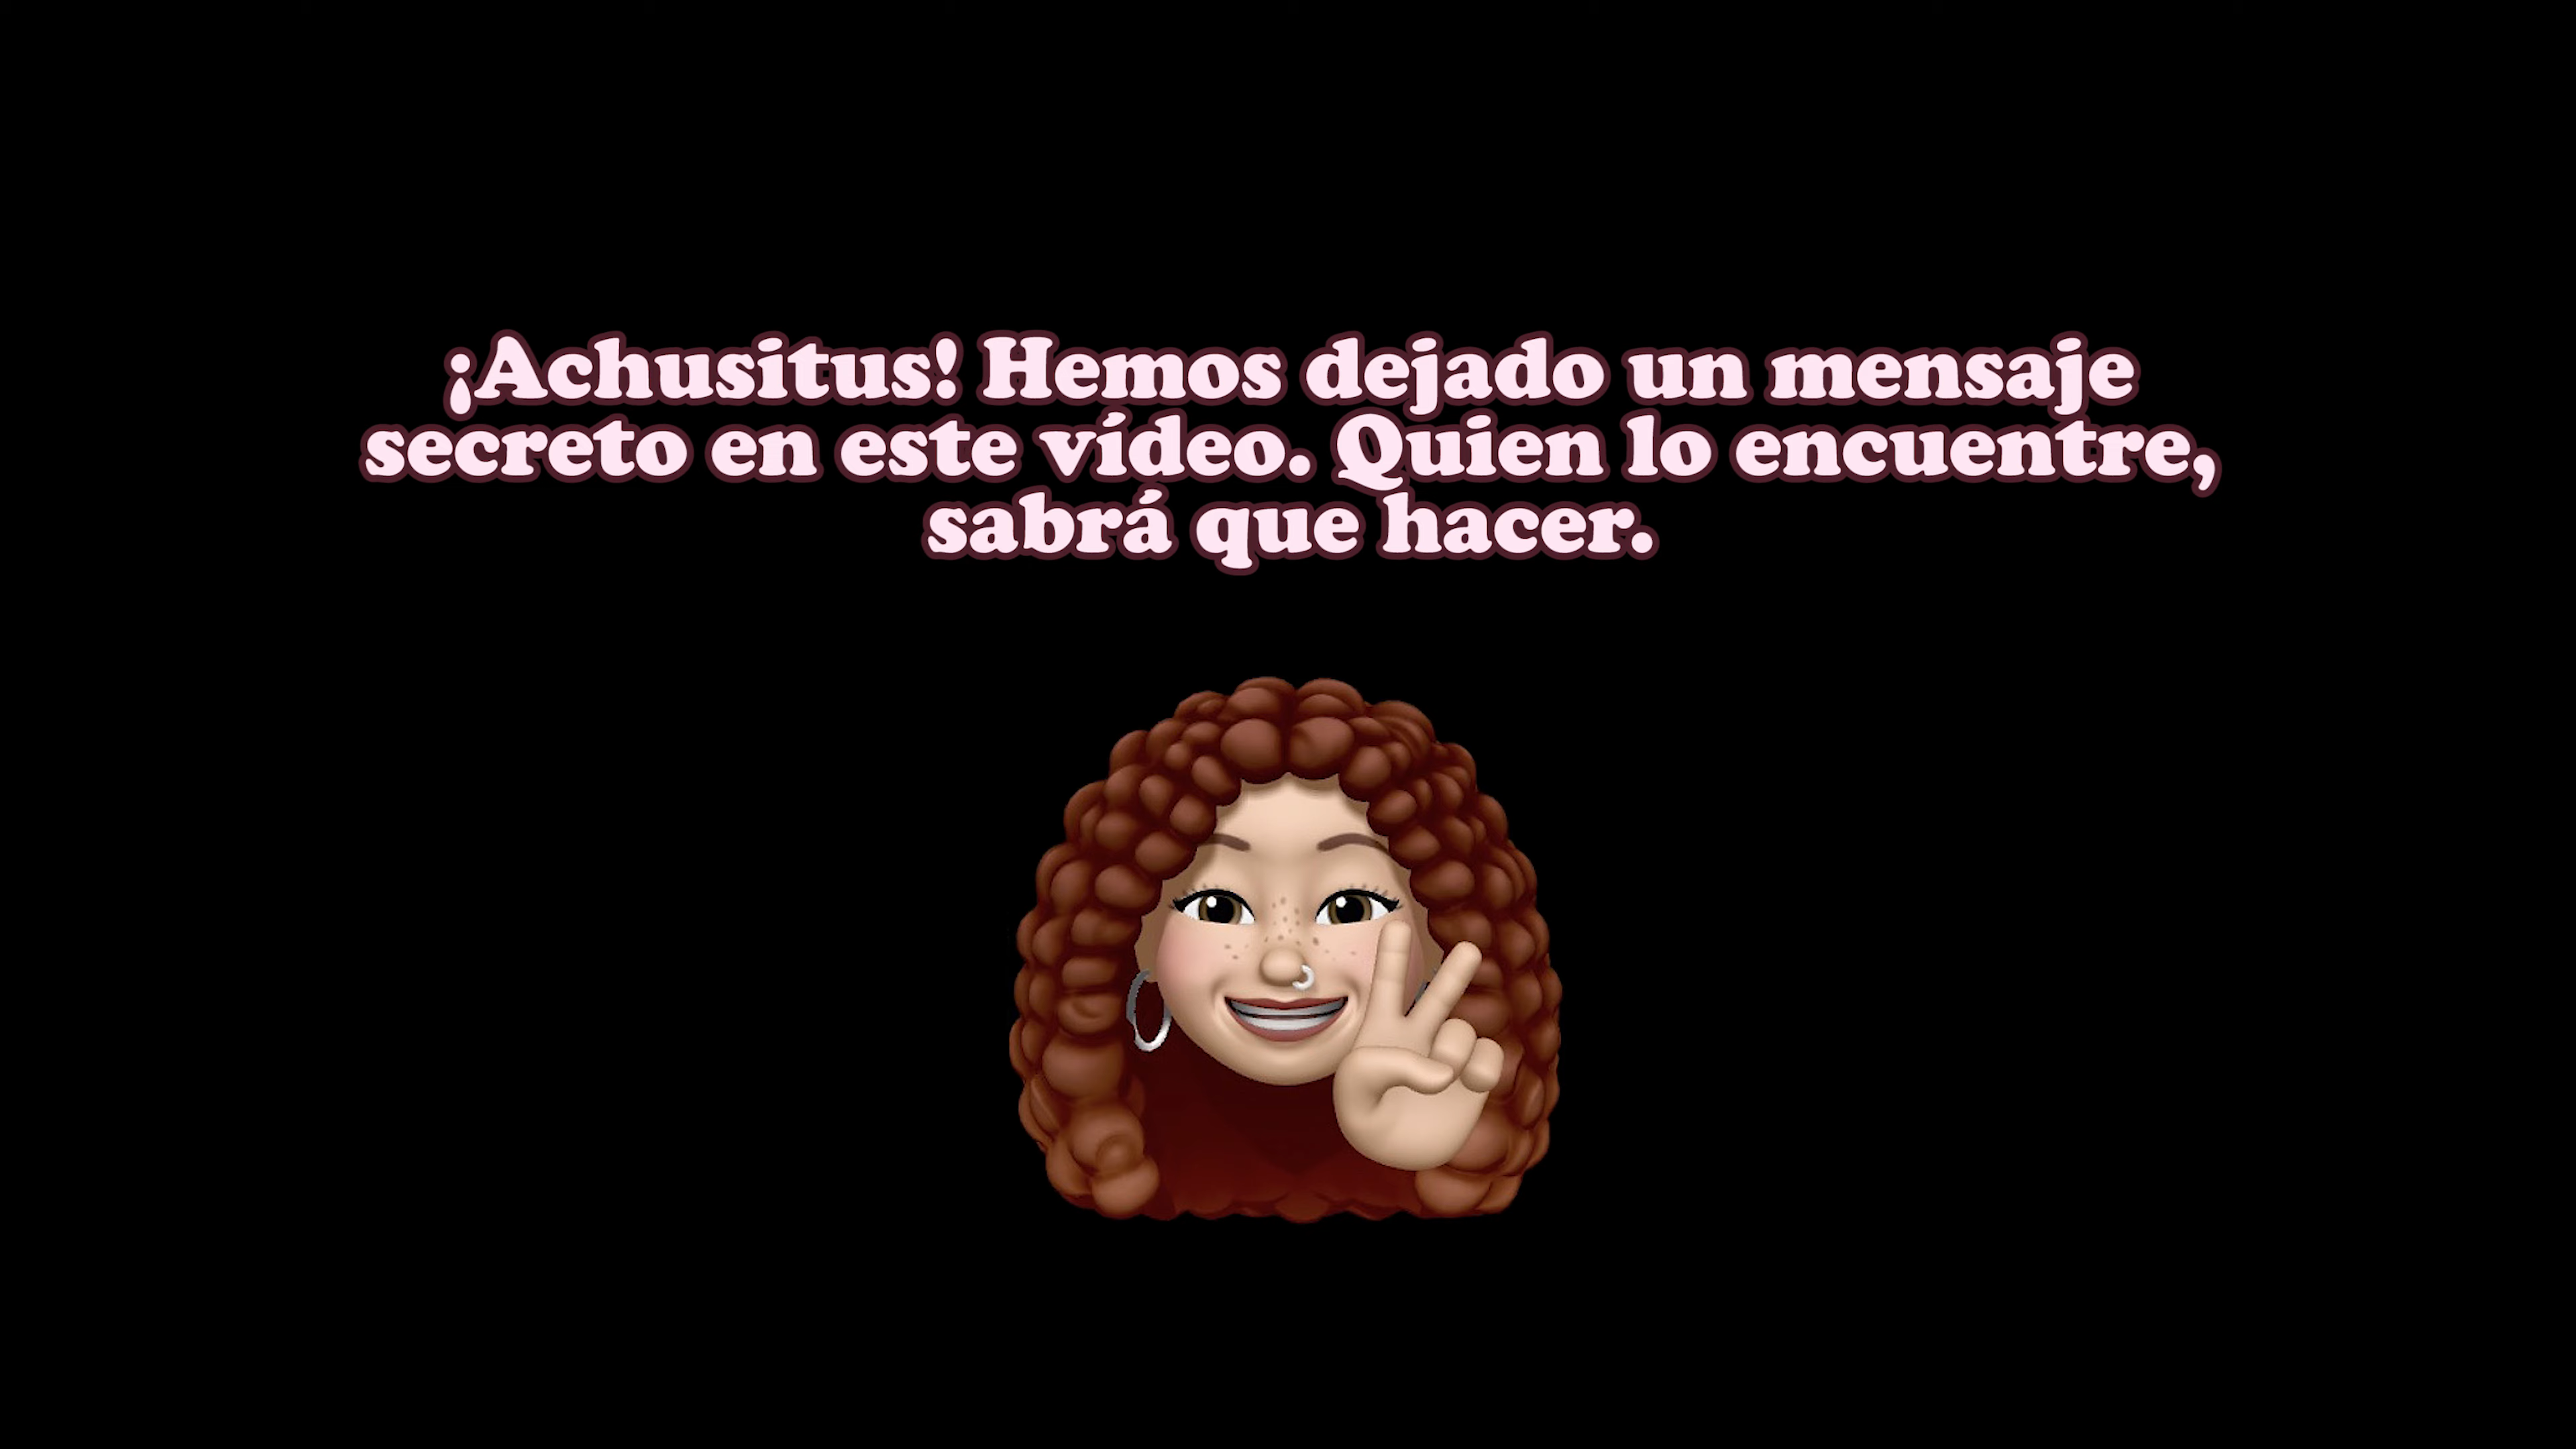 ¡Achusitus! Hemos dejado un mensaje
secreto en este vídeo. Quien lo encuentre,
sabrá que hacer.